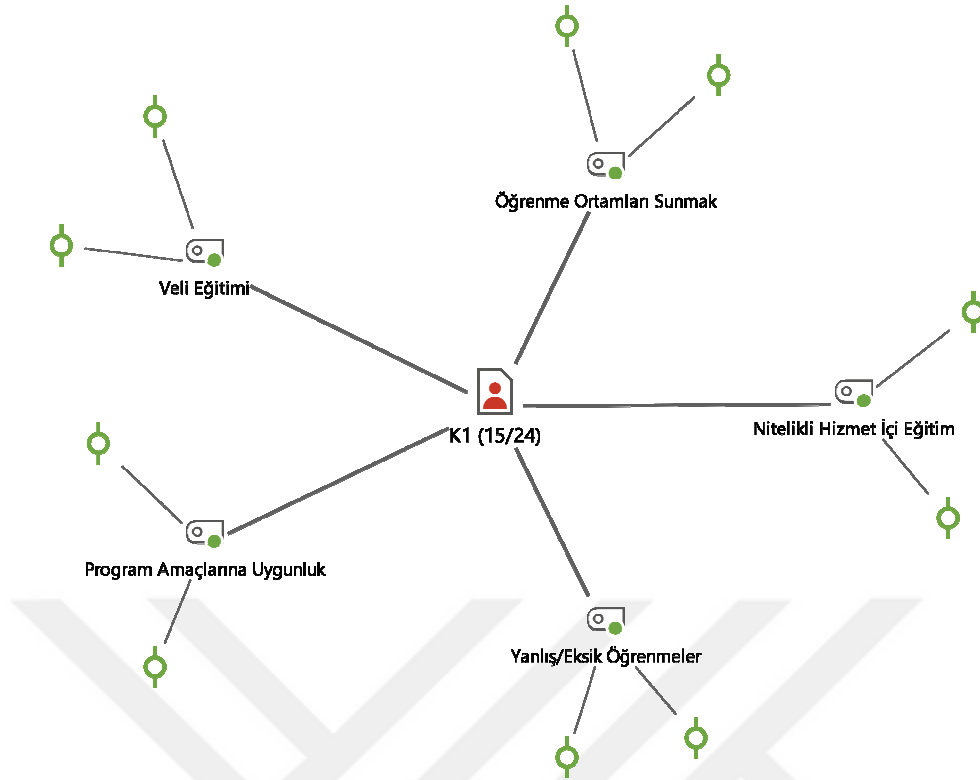 Öğrenme Ortamları Sunmak
Veli Eğitimi
K1 (15/24)
Nitelikli Hizmet İçi Eğitim
Program Amaçlarına Uygunluk
Yanlış/Eksik Öğrenmeler